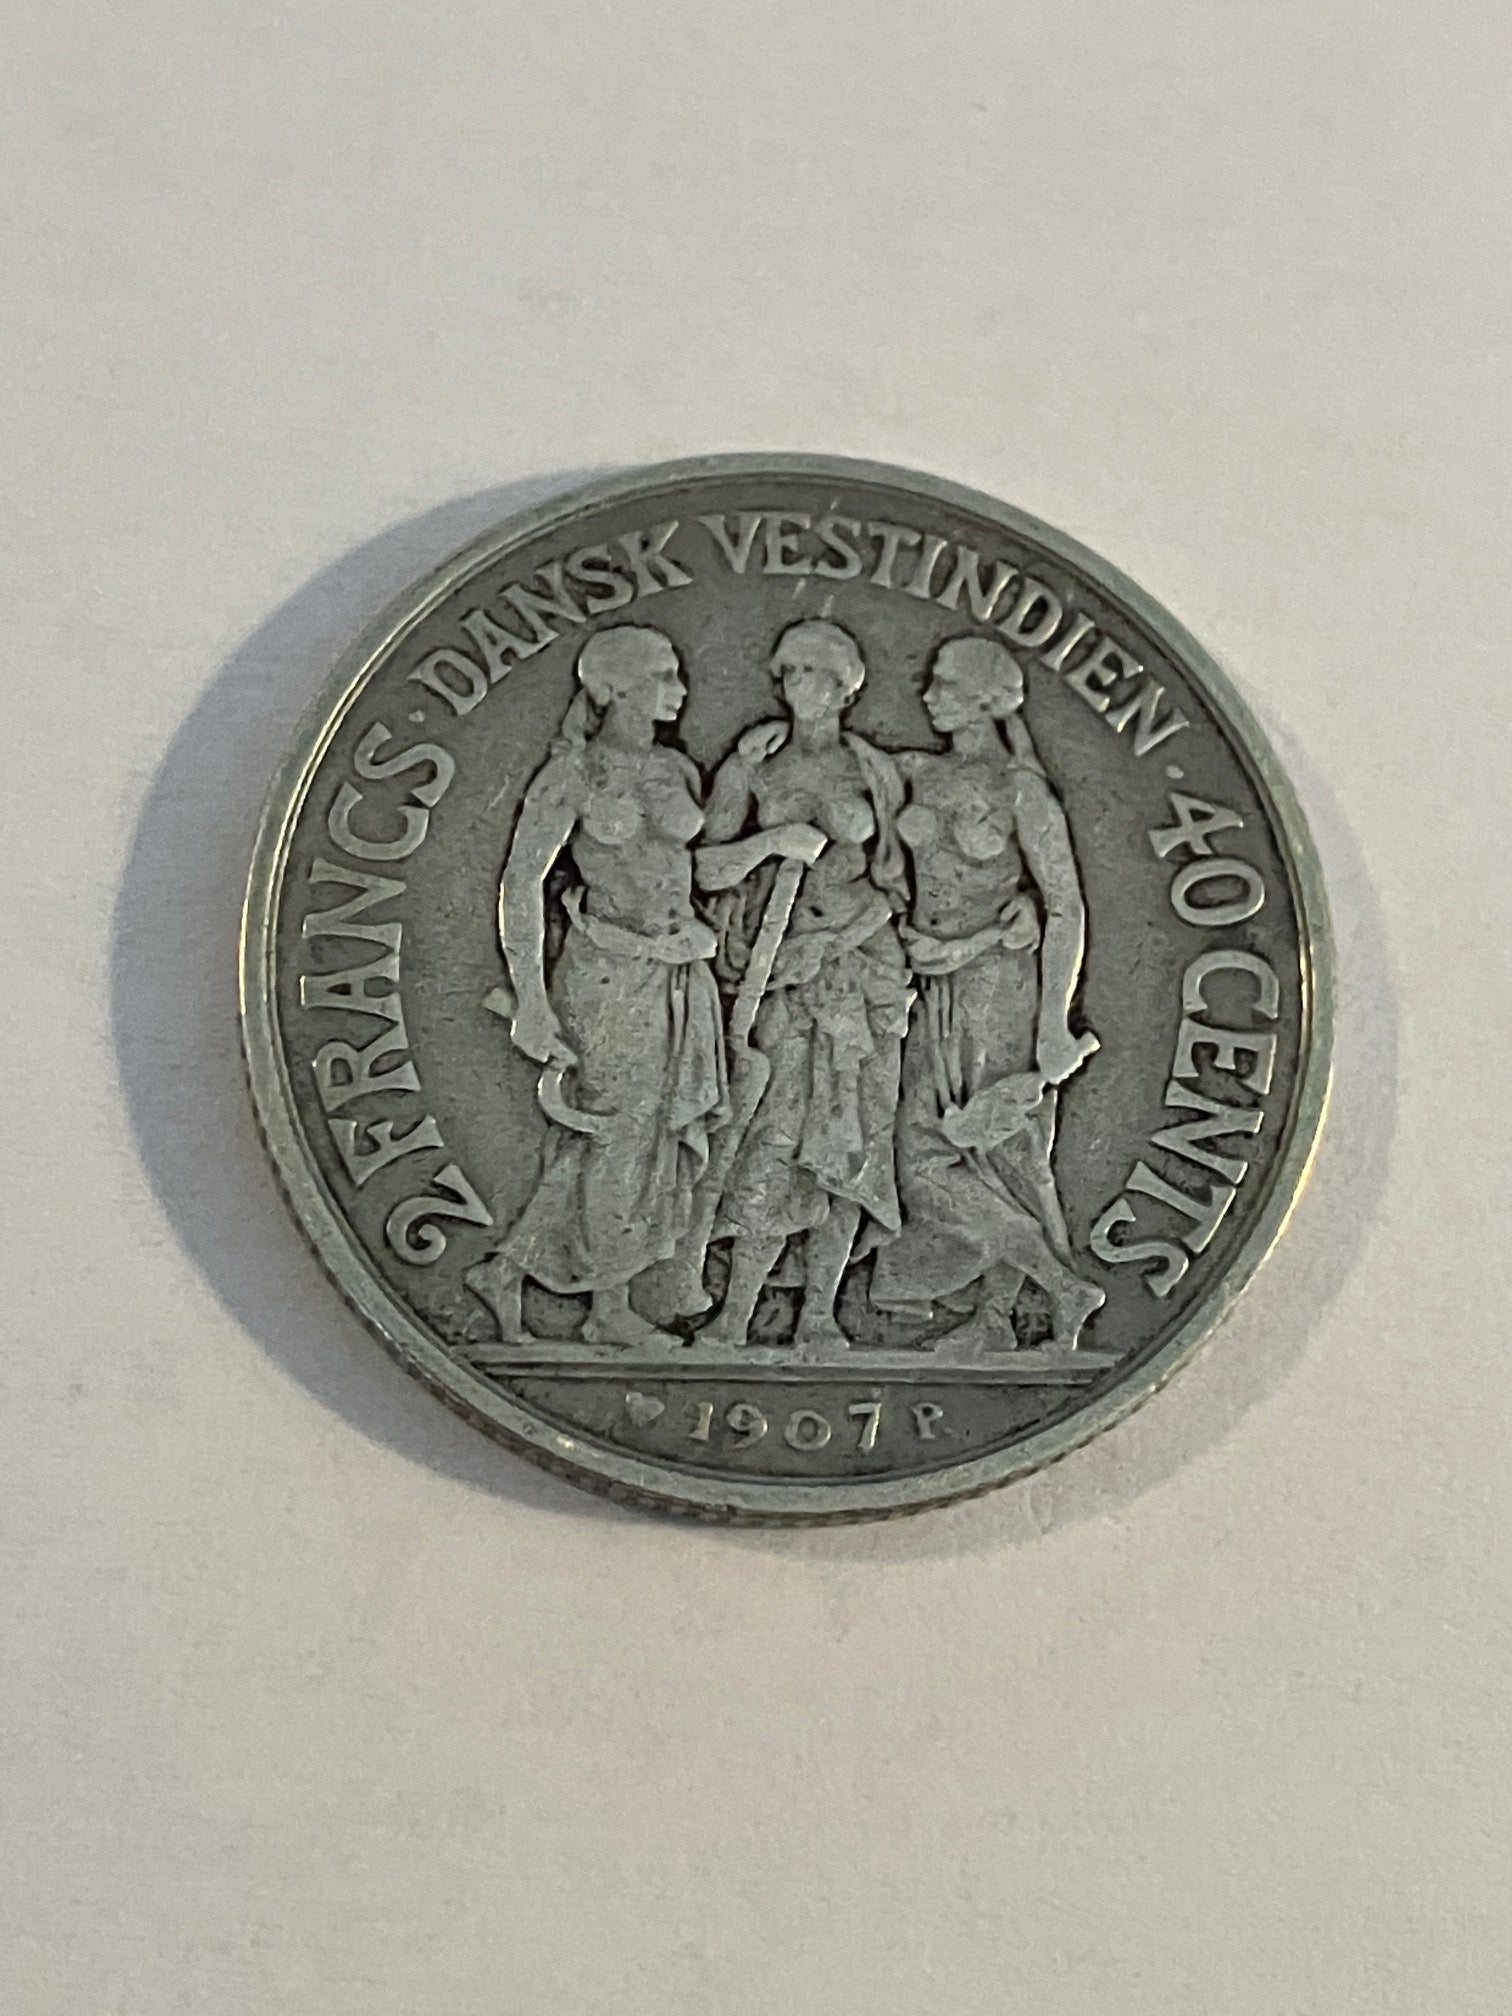 2 FRANCS · DANSK VESTINDIEN · 40 CENTS
♥ 1907 P.